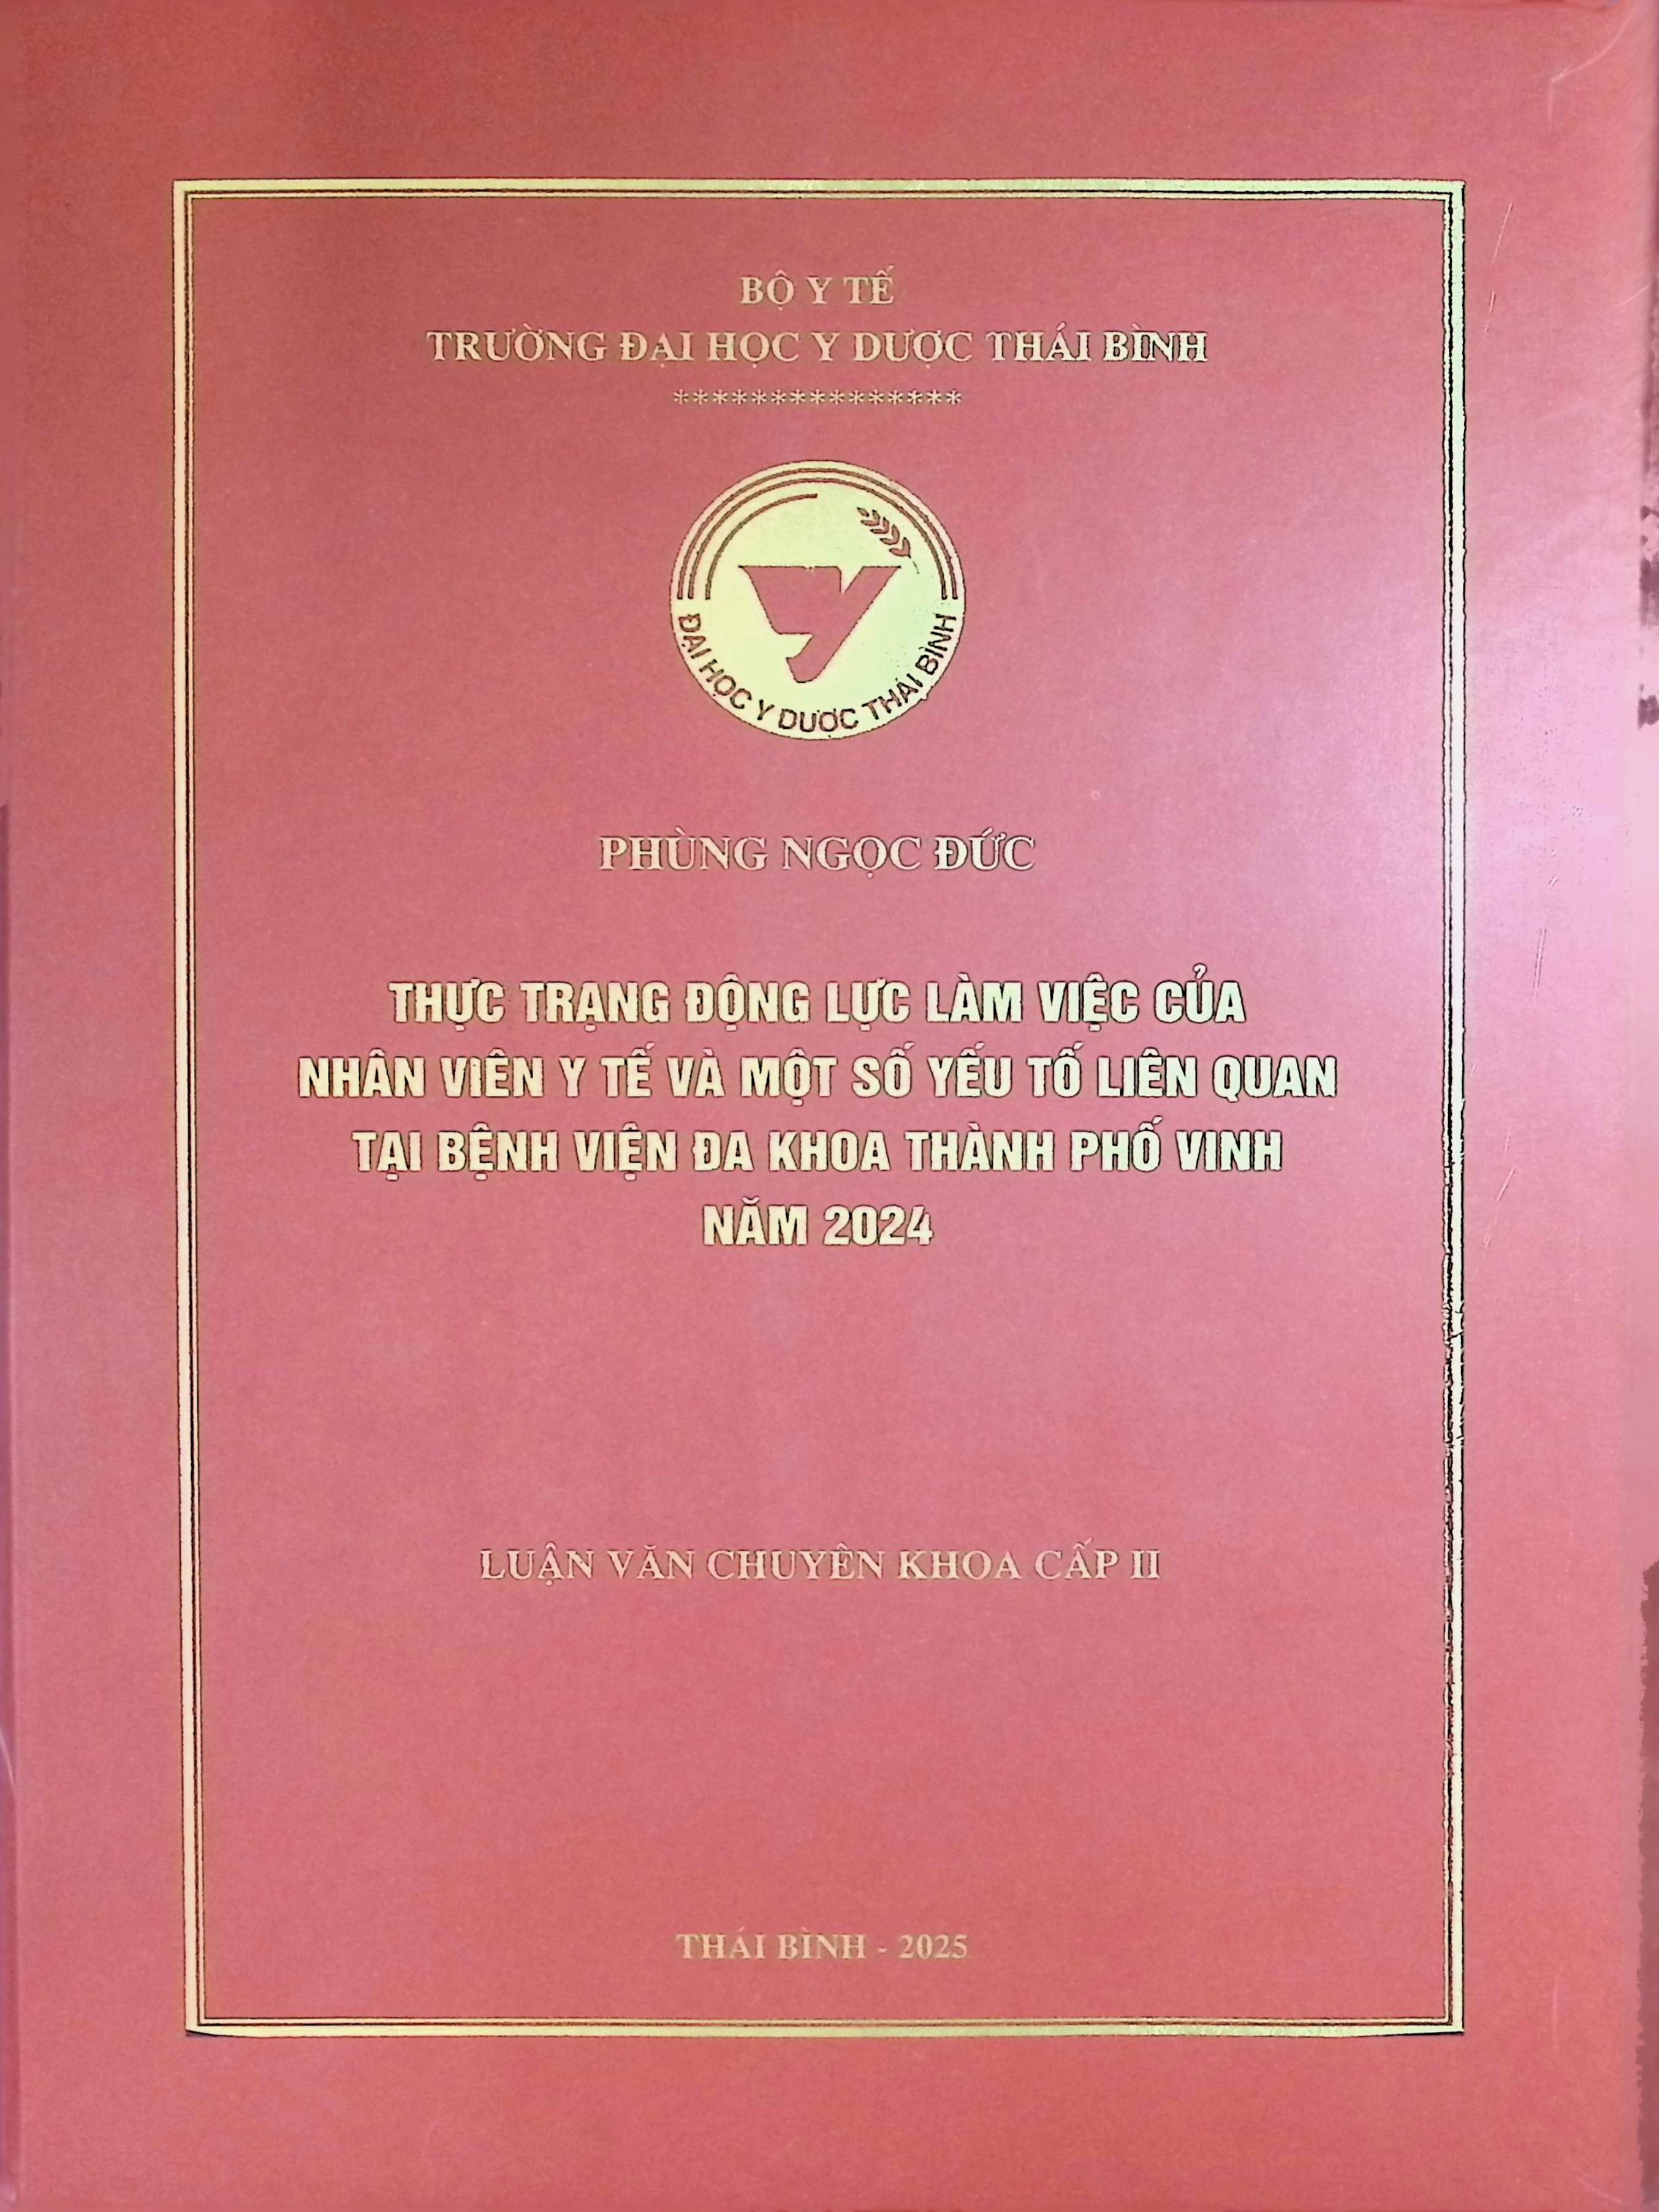 BỘ Y TẾ
TRƯỜNG ĐẠI HỌC Y DƯỢC THÁI BÌNH
***************
ĐẠI HỌC Y DƯỢC THÁI BÌNH
PHÙNG NGỌC ĐỨC
THỰC TRẠNG ĐỘNG LỰC LÀM VIỆC CỦA
NHÂN VIÊN Y TẾ VÀ MỘT SỐ YẾU TỐ LIÊN QUAN
TẠI BỆNH VIỆN ĐA KHOA THÀNH PHỐ VINH
NĂM 2024
LUẬN VĂN CHUYÊN KHOA CẤP II
THÁI BÌNH - 2025